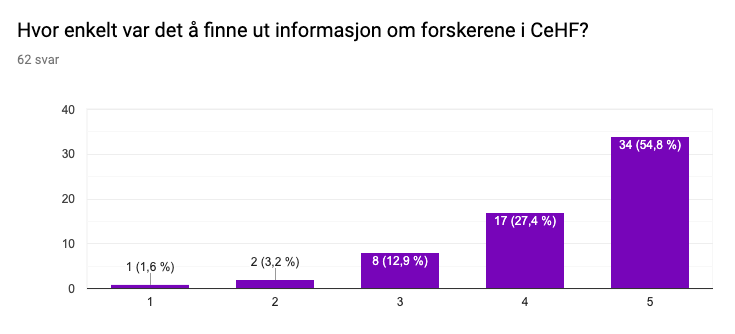 Hvor enkelt var det å finne ut informasjon om forskerene i CeHF?
62 svar
40
30
20
10
0
1 (1,6 %)
2 (3,2 %)
8 (12,9 %)
17 (27,4 %)
34 (54,8 %)
1 2 3 4 5